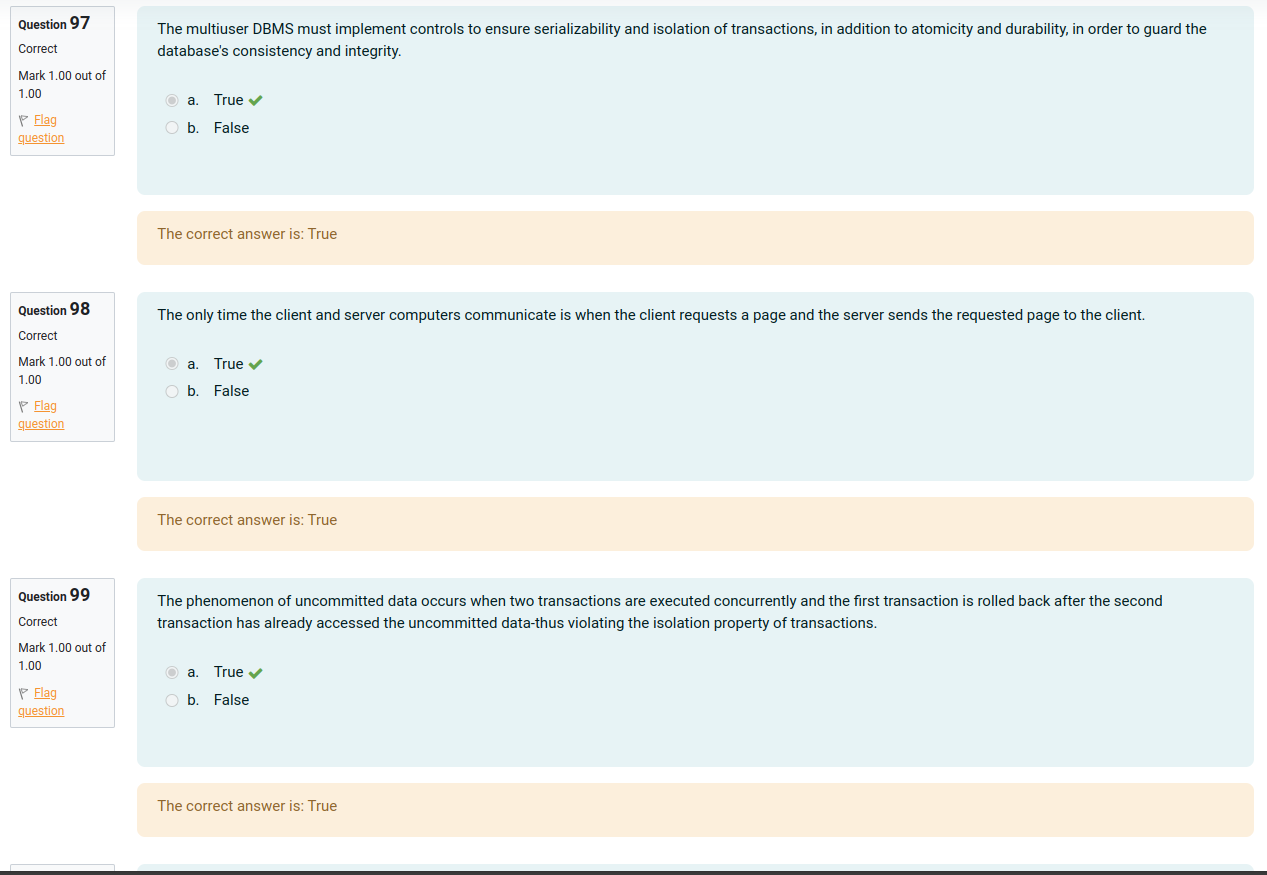 Question 97
Correct
Mark 1.00 out of
1.00
Flag
question
The multiuser DBMS must implement controls to ensure serializability and isolation of transactions, in addition to atomicity and durability, in order to guard the
database's consistency and integrity.
a. True
b. False
The correct answer is: True
Question 98
Correct
Mark 1.00 out of
1.00
Flag
question
The only time the client and server computers communicate is when the client requests a page and the server sends the requested page to the client.
a. True
b. False
The correct answer is: True
Question 99
Correct
Mark 1.00 out of
1.00
Flag
question
The phenomenon of uncommitted data occurs when two transactions are executed concurrently and the first transaction is rolled back after the second
transaction has already accessed the uncommitted data-thus violating the isolation property of transactions.
a. True
b. False
The correct answer is: True